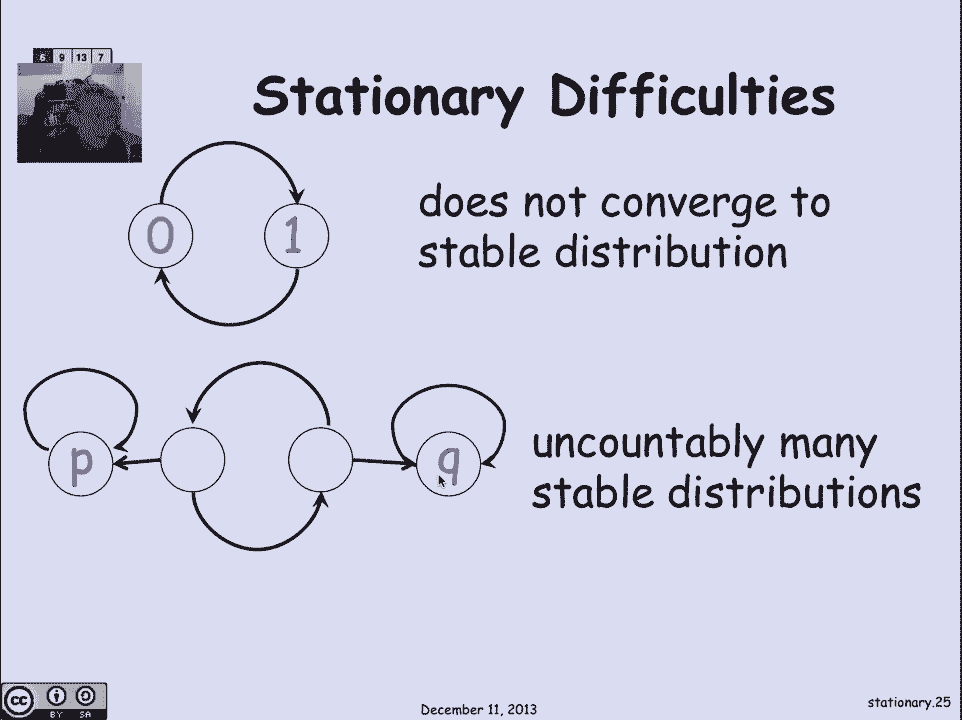 6 9 13 7
Stationary Difficulties
0 1
does not converge to
stable distribution
p q
uncountably many
stable distributions
cc BY SA
December 11, 2013
stationary.25